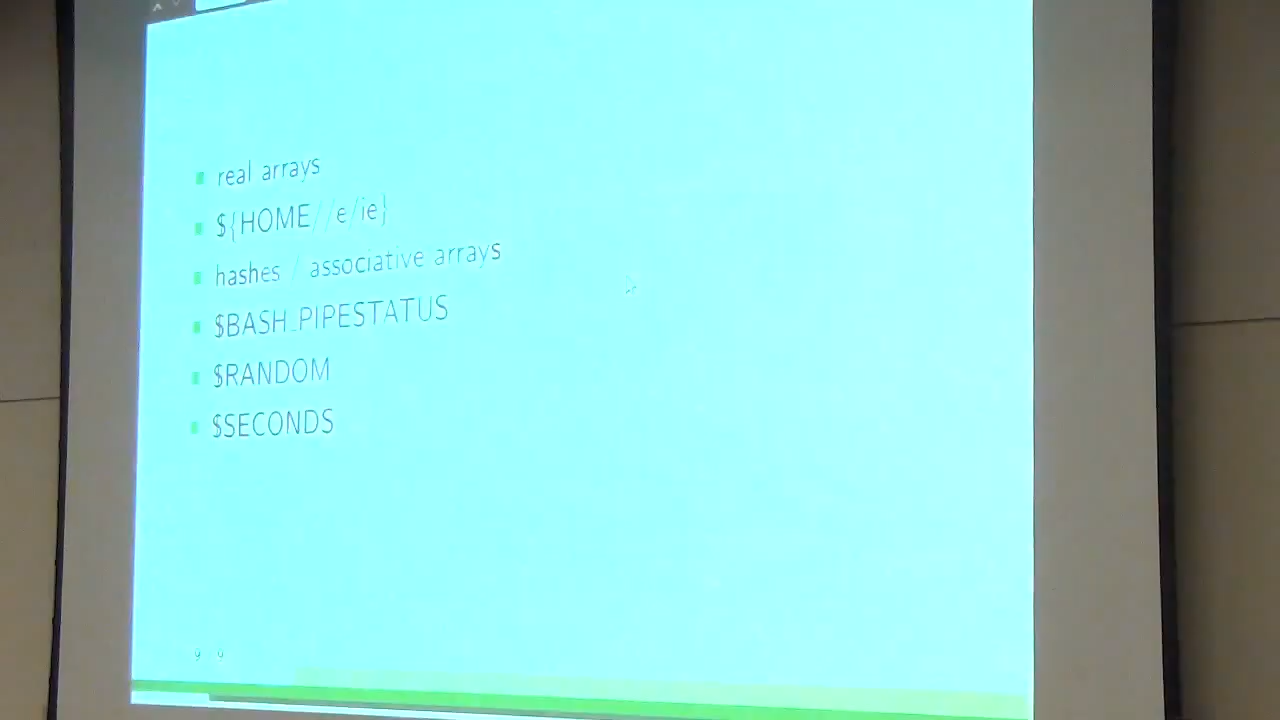 real arrays
${HOME//e/ie}
hashes / associative arrays
$BASH_PIPESTATUS
$RANDOM
$SECONDS